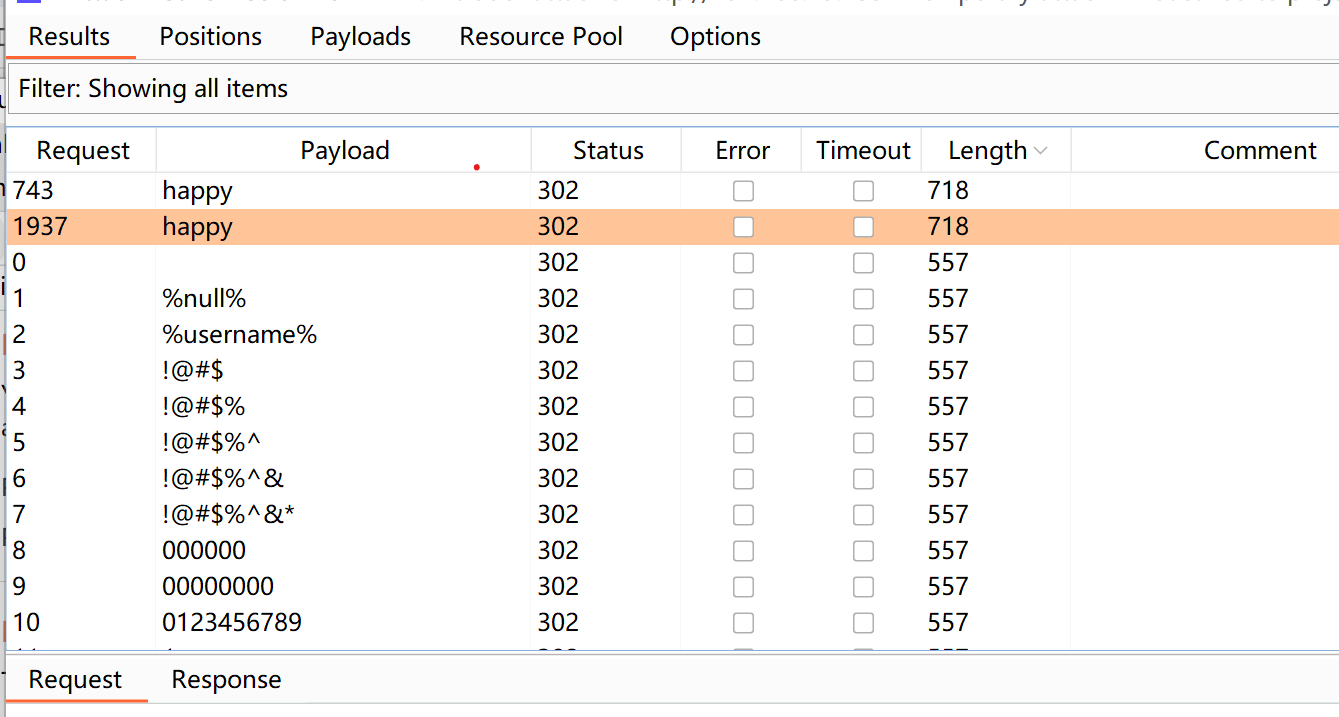 Results Positions Payloads Resource Pool Options
Filter: Showing all items
Request Payload Status Error Timeout Length Comment
743 happy 302 718
1937 happy 302 718
0 302 557
1 %null% 302 557
2 %username% 302 557
3 !@#$ 302 557
4 !@#$% 302 557
5 !@#$%^ 302 557
6 !@#$%^& 302 557
7 !@#$%^&* 302 557
8 000000 302 557
9 00000000 302 557
10 0123456789 302 557
Request Response